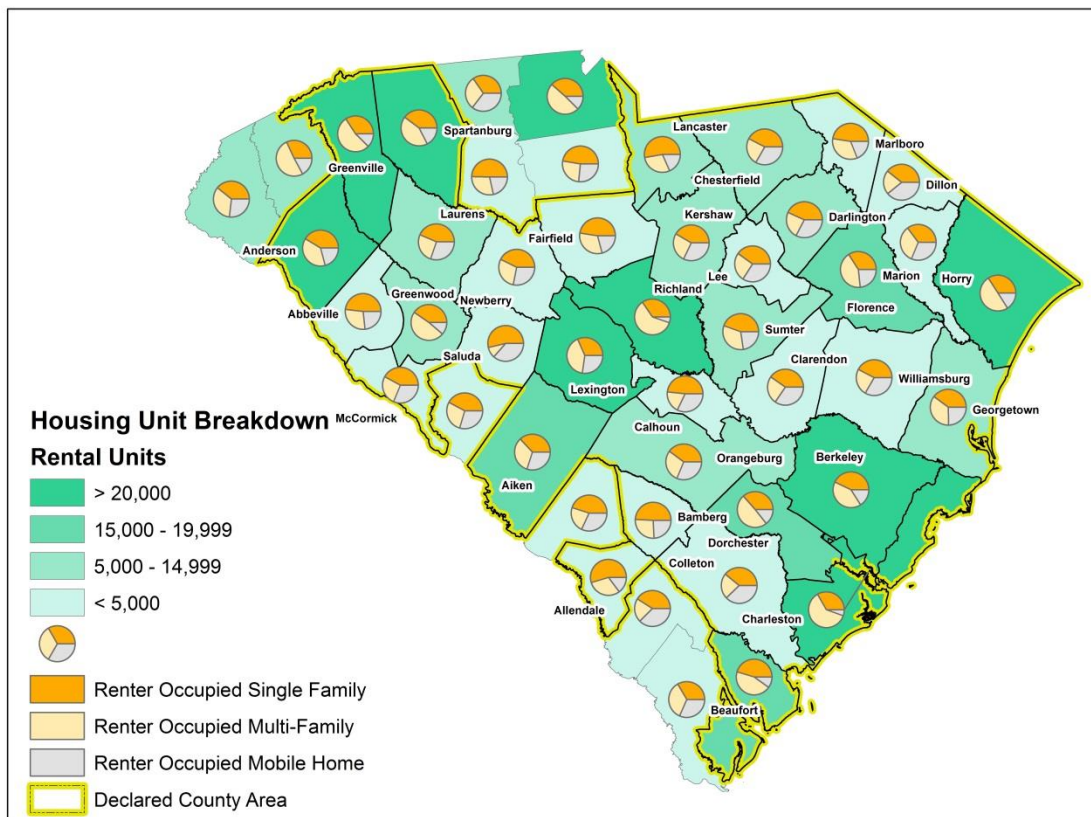 Spartanburg
Lancaster
Marlboro
Greenville
Chesterfield
Dillon
Laurens
Kershaw
Darlington
Anderson
Fairfield
Lee
Marion
Horry
Greenwood
Newberry
Richland
Florence
Abbeville
Saluda
Sumter
Clarendon
Lexington
Williamsburg
Georgetown
McCormick
Calhoun
Orangeburg
Berkeley
Aiken
Bamberg
Dorchester
Colleton
Allendale
Charleston
Beaufort
Housing Unit Breakdown
Rental Units
> 20,000
15,000 - 19,999
5,000 - 14,999
< 5,000
Renter Occupied Single Family
Renter Occupied Multi-Family
Renter Occupied Mobile Home
Declared County Area